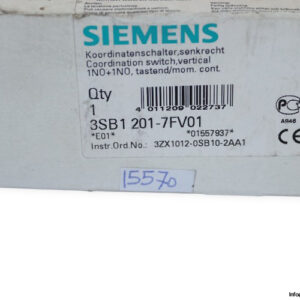 SIEMENS
Koordinatenschalter,senkrecht
Coordination switch,vertical
1NO+1NO, tastend/mom. cont.
Qty
1
4 011209 022737
3SB1 201-7FV01
*E01* *01557937*
Instr.Ord.No.: 3ZX1012-0SB10-2AA1
A946
15570